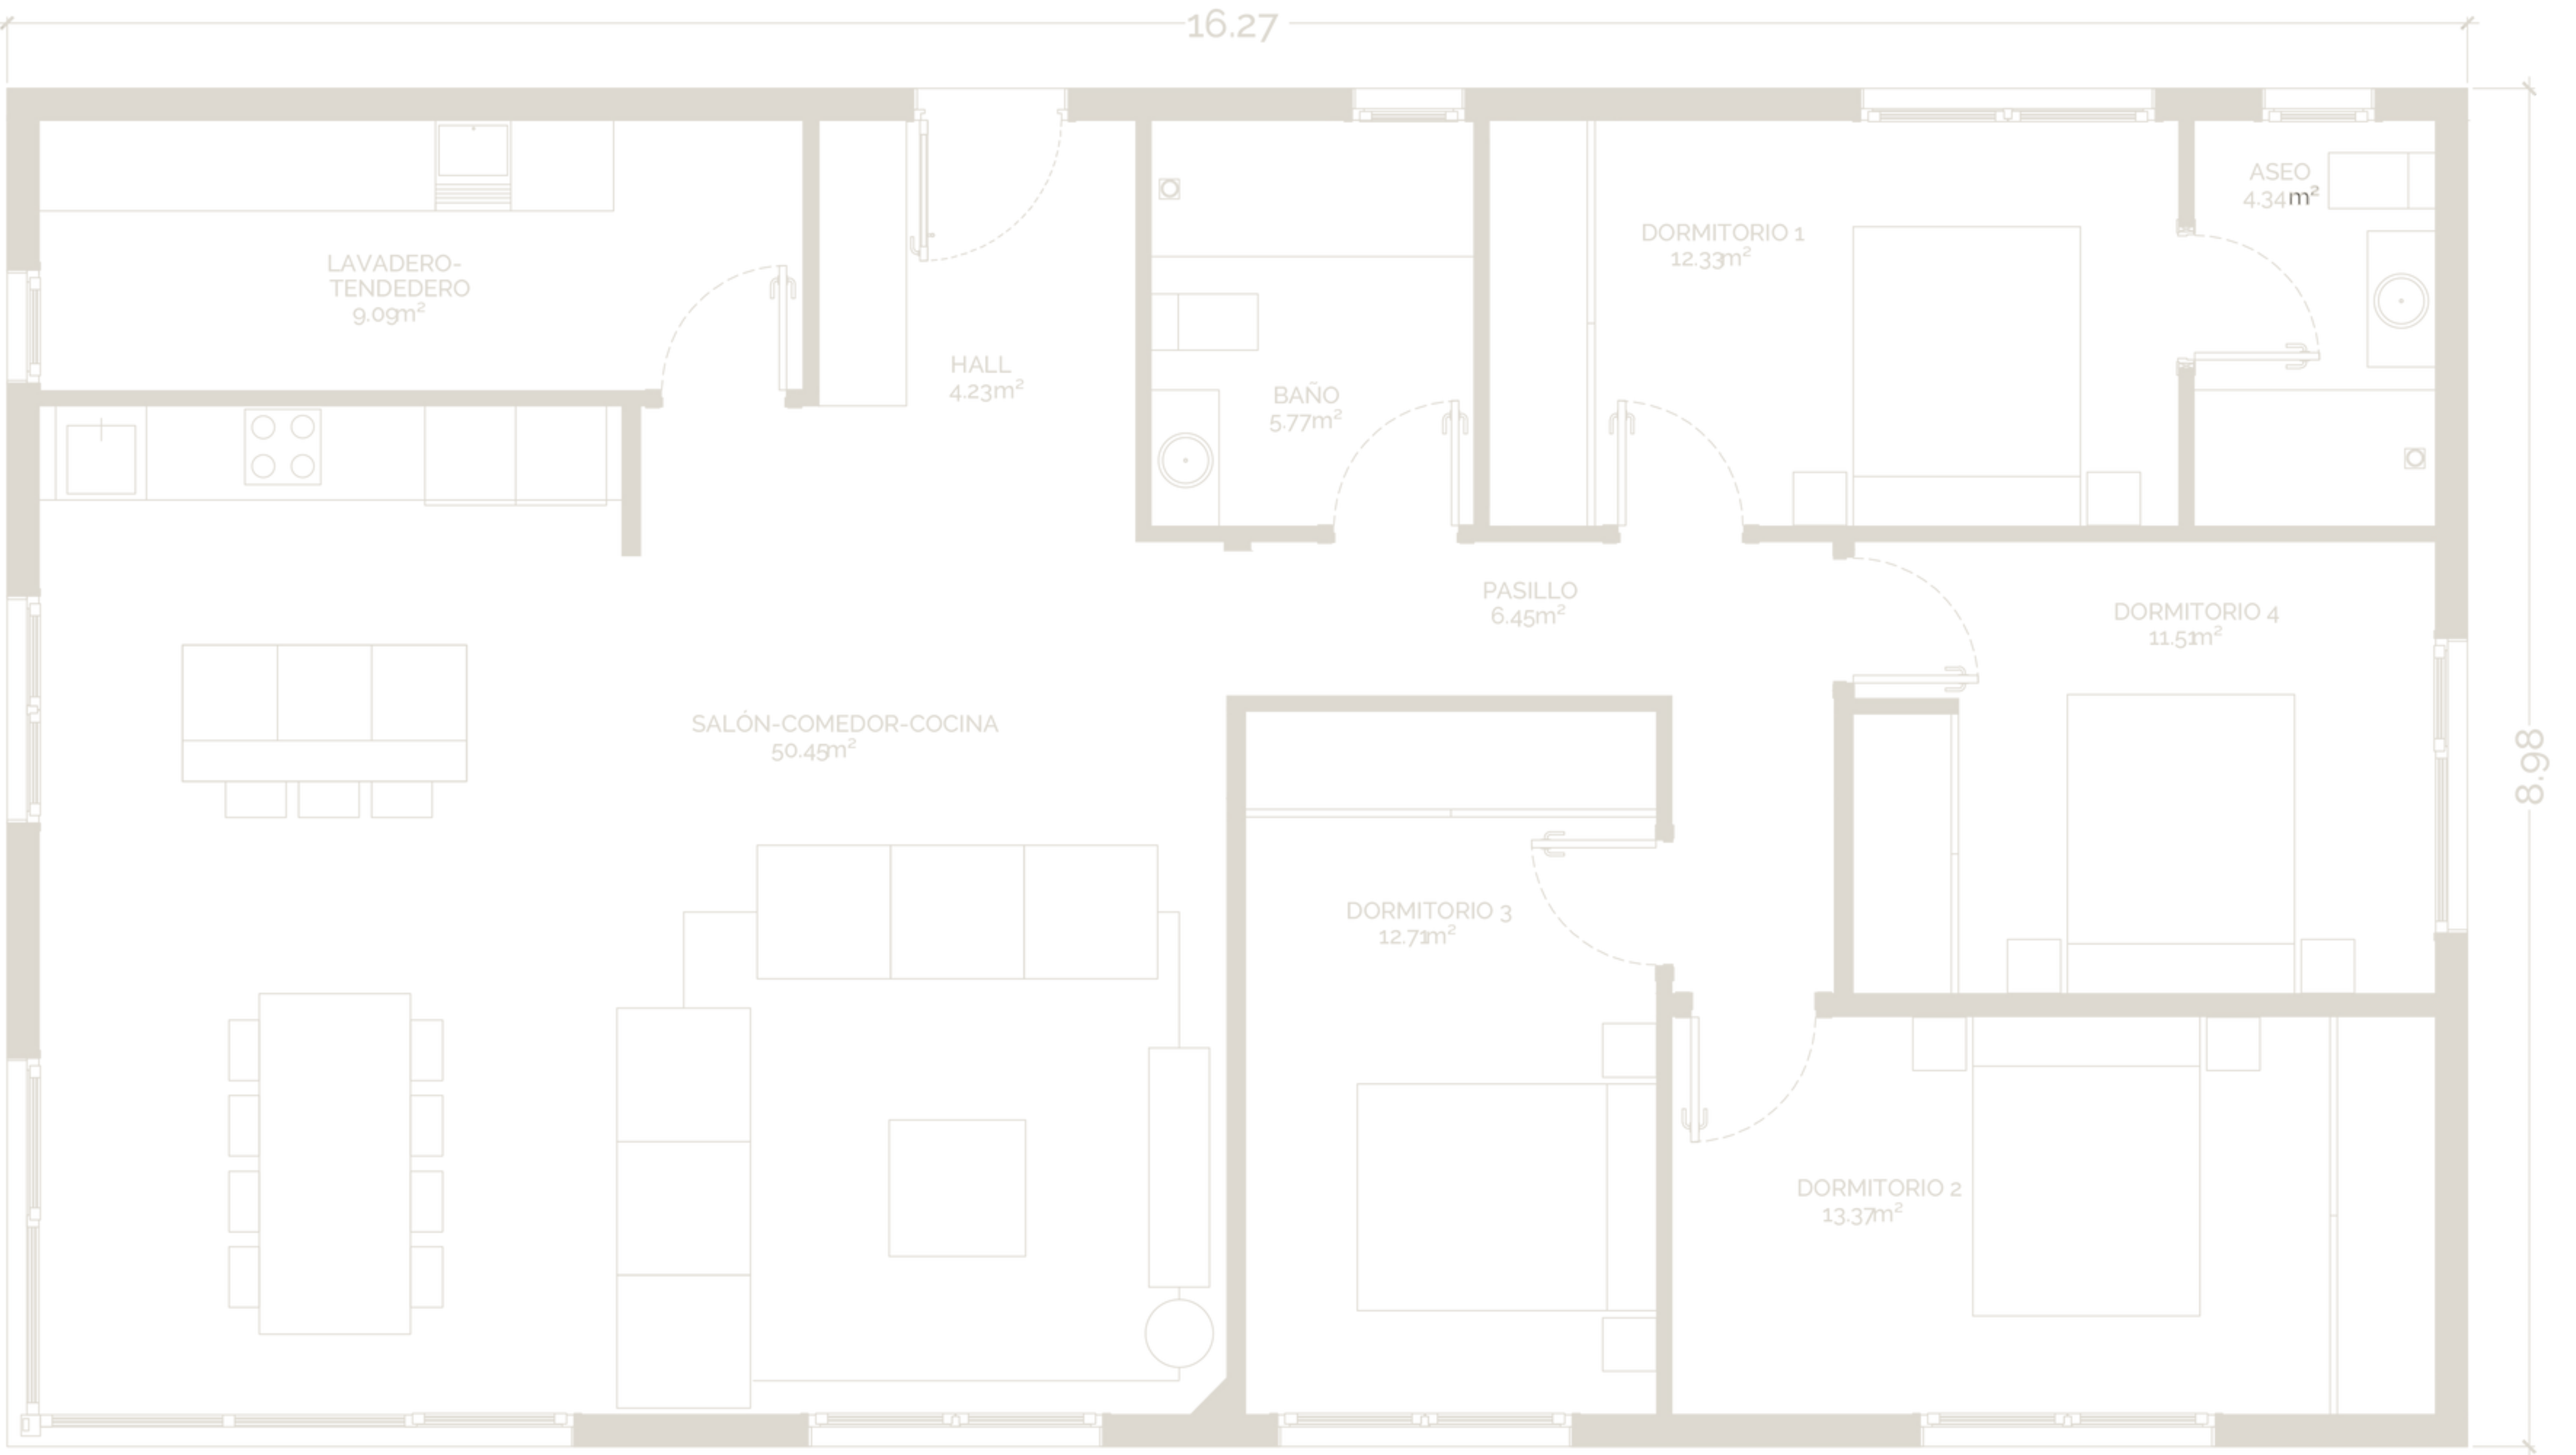 16.27
ASEO
4.34m²
DORMITORIO 1
12.33m²
LAVADERO-
TENDEDERO
9.09m²
HALL
4.23m²
BAÑO
5.77m²
PASILLO
6.45m²
DORMITORIO 4
11.51m²
SALÓN-COMEDOR-COCINA
50.45m²
8.98
DORMITORIO 3
12.71m²
DORMITORIO 2
13.37m²